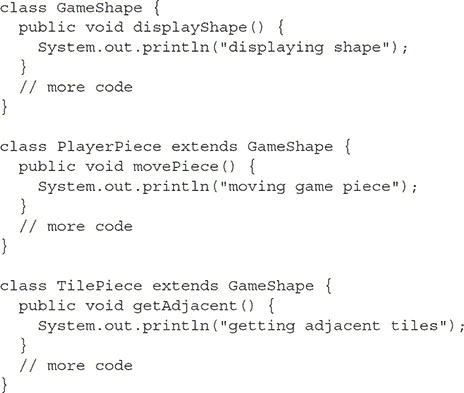 class GameShape {
  public void displayShape() {
    System.out.println("displaying shape");
  }
  // more code
}

class PlayerPiece extends GameShape {
  public void movePiece() {
    System.out.println("moving game piece");
  }
  // more code
}

class TilePiece extends GameShape {
  public void getAdjacent() {
    System.out.println("getting adjacent tiles");
  }
  // more code
}